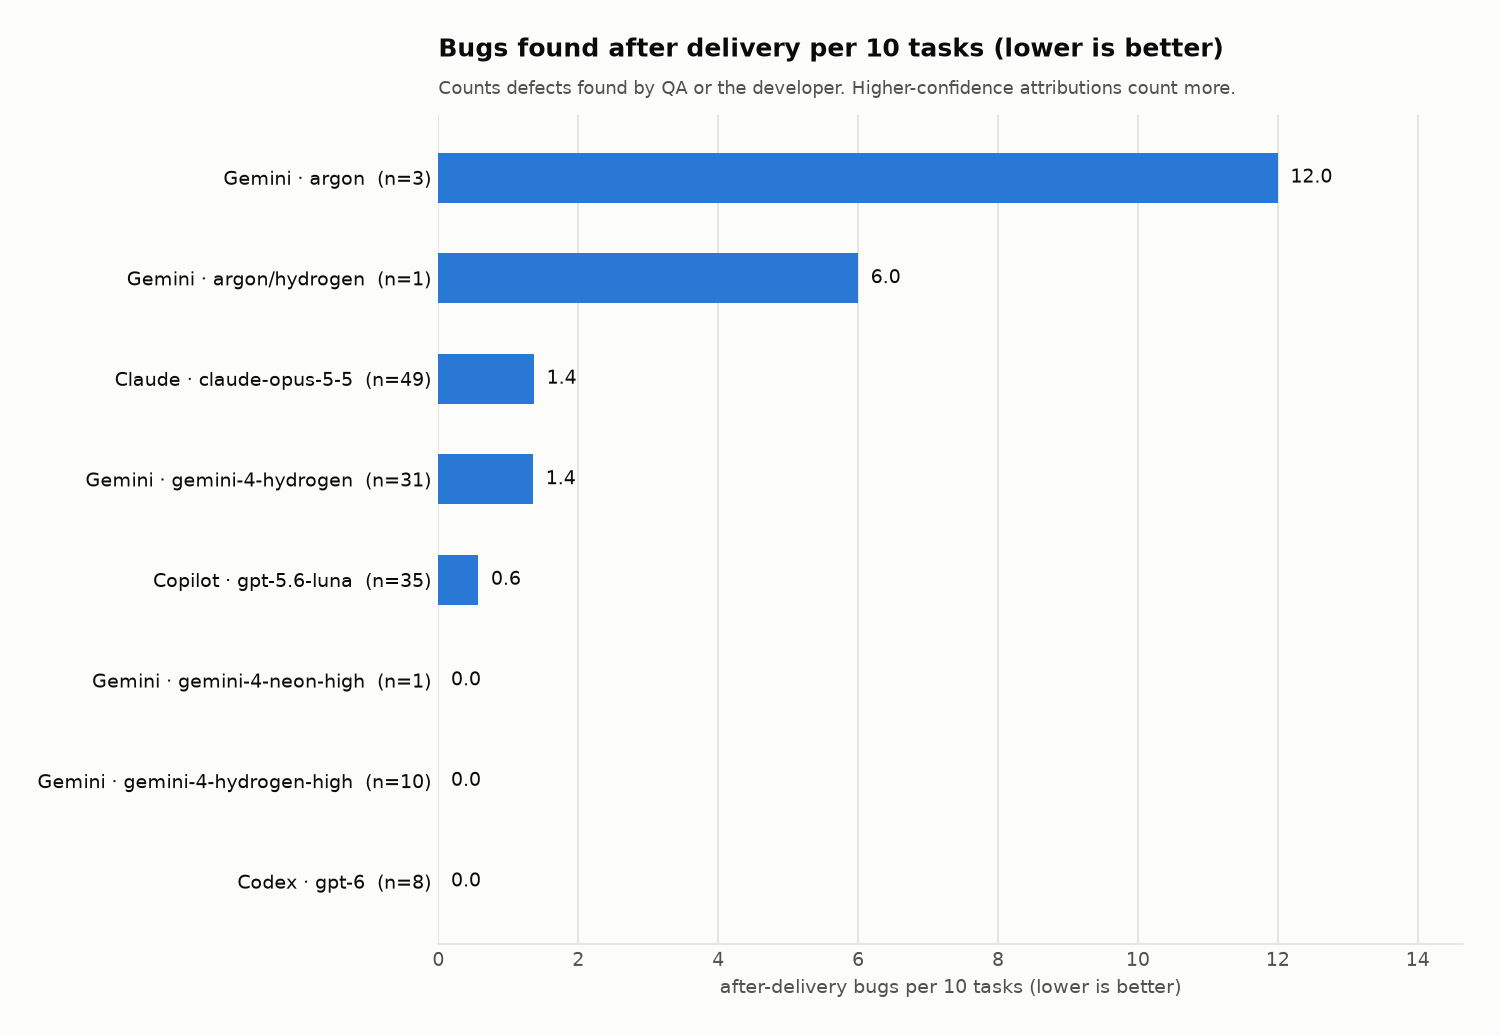 Bugs found after delivery per 10 tasks (lower is better)
Counts defects found by QA or the developer. Higher-confidence attributions count more.
Gemini · argon (n=3) 12.0
Gemini · argon/hydrogen (n=1) 6.0
Claude · claude-opus-5-5 (n=49) 1.4
Gemini · gemini-4-hydrogen (n=31) 1.4
Copilot · gpt-5.6-luna (n=35) 0.6
Gemini · gemini-4-neon-high (n=1) 0.0
Gemini · gemini-4-hydrogen-high (n=10) 0.0
Codex · gpt-6 (n=8) 0.0
0 2 4 6 8 10 12 14
after-delivery bugs per 10 tasks (lower is better)